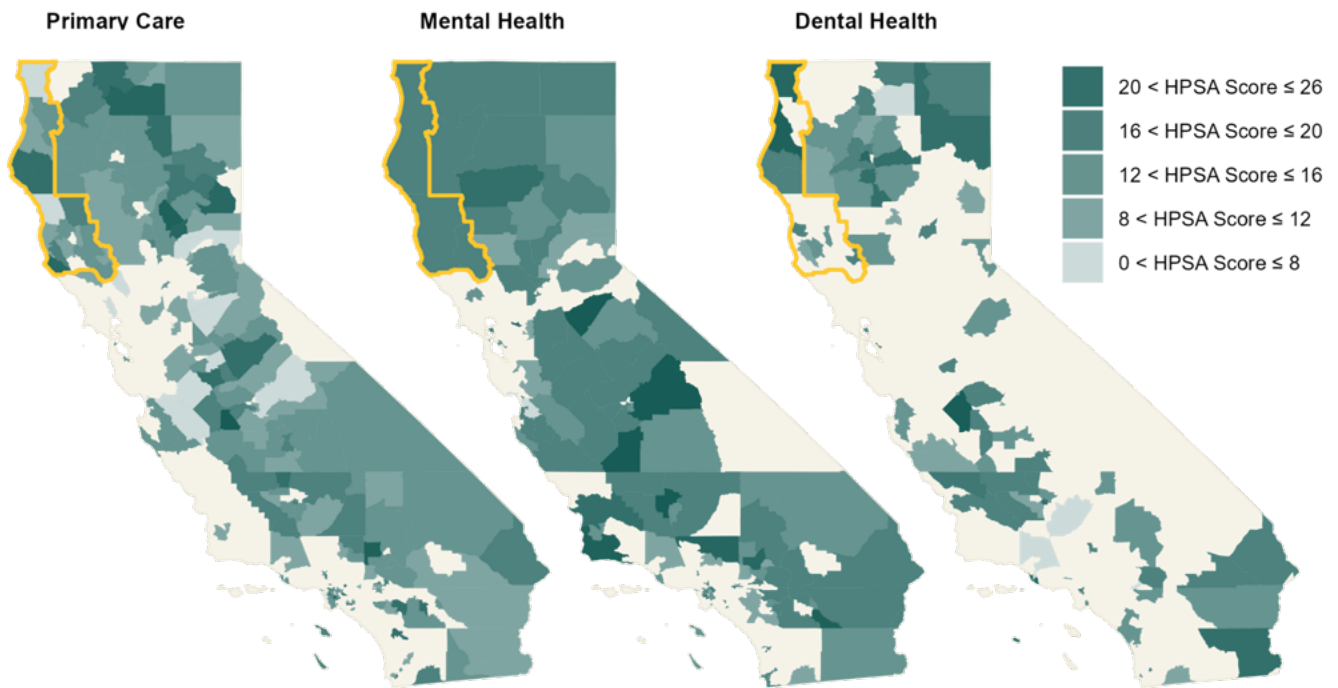 Primary Care
Mental Health
Dental Health
20 < HPSA Score ≤ 26
16 < HPSA Score ≤ 20
12 < HPSA Score ≤ 16
8 < HPSA Score ≤ 12
0 < HPSA Score ≤ 8